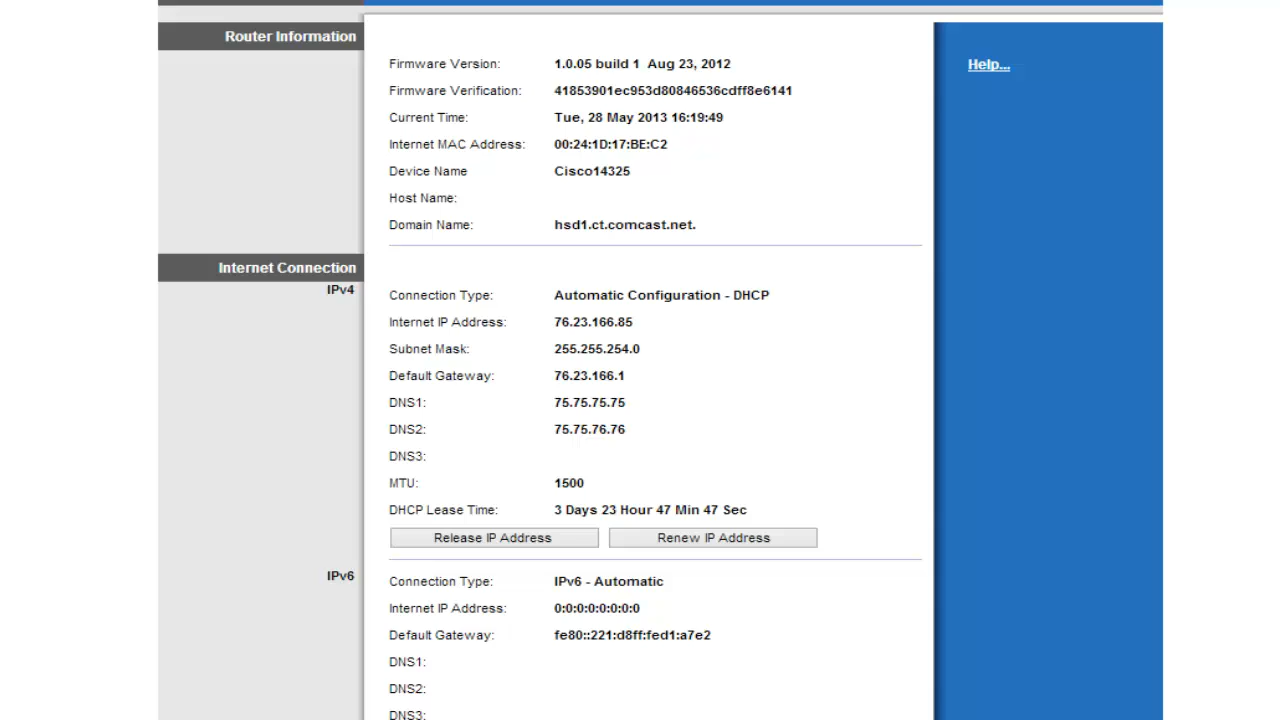 Router Information
Firmware Version: 1.0.05 build 1 Aug 23, 2012
Firmware Verification: 41853901ec953d80846536cdff8e6141
Current Time: Tue, 28 May 2013 16:19:49
Internet MAC Address: 00:24:1D:17:BE:C2
Device Name Cisco14325
Host Name:
Domain Name: hsd1.ct.comcast.net.
Internet Connection
IPv4
Connection Type: Automatic Configuration - DHCP
Internet IP Address: 76.23.166.85
Subnet Mask: 255.255.254.0
Default Gateway: 76.23.166.1
DNS1: 75.75.75.75
DNS2: 75.75.76.76
DNS3:
MTU: 1500
DHCP Lease Time: 3 Days 23 Hour 47 Min 47 Sec
Release IP Address Renew IP Address
IPv6
Connection Type: IPv6 - Automatic
Internet IP Address: 0:0:0:0:0:0:0:0
Default Gateway: fe80::221:d8ff:fed1:a7e2
DNS1:
DNS2:
DNS3:
Help...